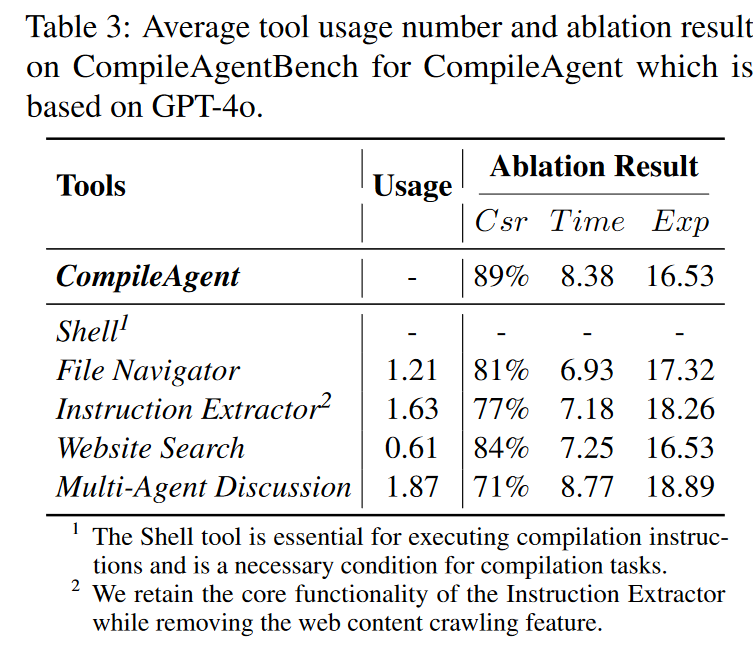 Table 3: Average tool usage number and ablation result
on CompileAgentBench for CompileAgent which is
based on GPT-4o.
Tools Usage Ablation Result
Csr Time Exp
CompileAgent - 89% 8.38 16.53
Shell1 - - - -
File Navigator 1.21 81% 6.93 17.32
Instruction Extractor2 1.63 77% 7.18 18.26
Website Search 0.61 84% 7.25 16.53
Multi-Agent Discussion 1.87 71% 8.77 18.89
1 The Shell tool is essential for executing compilation instruc-
tions and is a necessary condition for compilation tasks.
2 We retain the core functionality of the Instruction Extractor
while removing the web content crawling feature.